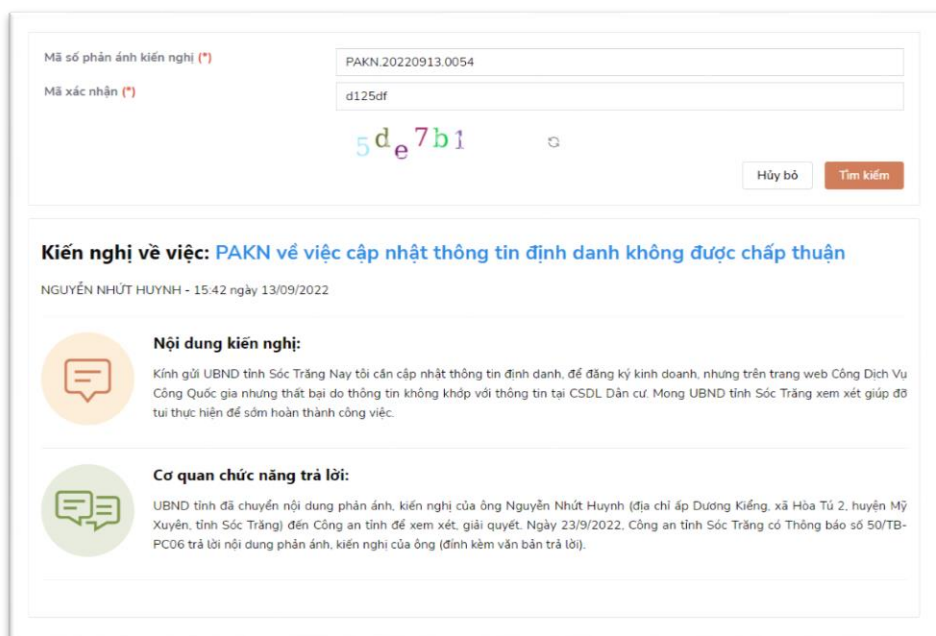 Mã số phản ánh kiến nghị (*)
PAKN.20220913.0054
Mã xác nhận (*)
d125df
5de7b1
Hủy bỏ
Tìm kiếm
Kiến nghị về việc: PAKN về việc cập nhật thông tin định danh không được chấp thuận
NGUYỄN NHỨT HUYNH - 15:42 ngày 13/09/2022
Nội dung kiến nghị:
Kính gửi UBND tỉnh Sóc Trăng Nay tôi cần cập nhật thông tin định danh, để đăng ký kinh doanh, nhưng trên trang web Công Dịch Vụ
Công Quốc gia nhưng thất bại do thông tin không khớp với thông tin tại CSDL Dân cư. Mong UBND tỉnh Sóc Trăng xem xét giúp đỡ
tui thực hiện để sớm hoàn thành công việc.
Cơ quan chức năng trả lời:
UBND tỉnh đã chuyển nội dung phản ánh, kiến nghị của ông Nguyễn Nhứt Huynh (địa chỉ ấp Dương Kiểng, xã Hòa Tú 2, huyện Mỹ
Xuyên, tỉnh Sóc Trăng) đến Công an tỉnh để xem xét, giải quyết. Ngày 23/9/2022, Công an tỉnh Sóc Trăng có Thông báo số 50/TB-
PC06 trả lời nội dung phản ánh, kiến nghị của ông (đính kèm văn bản trả lời).